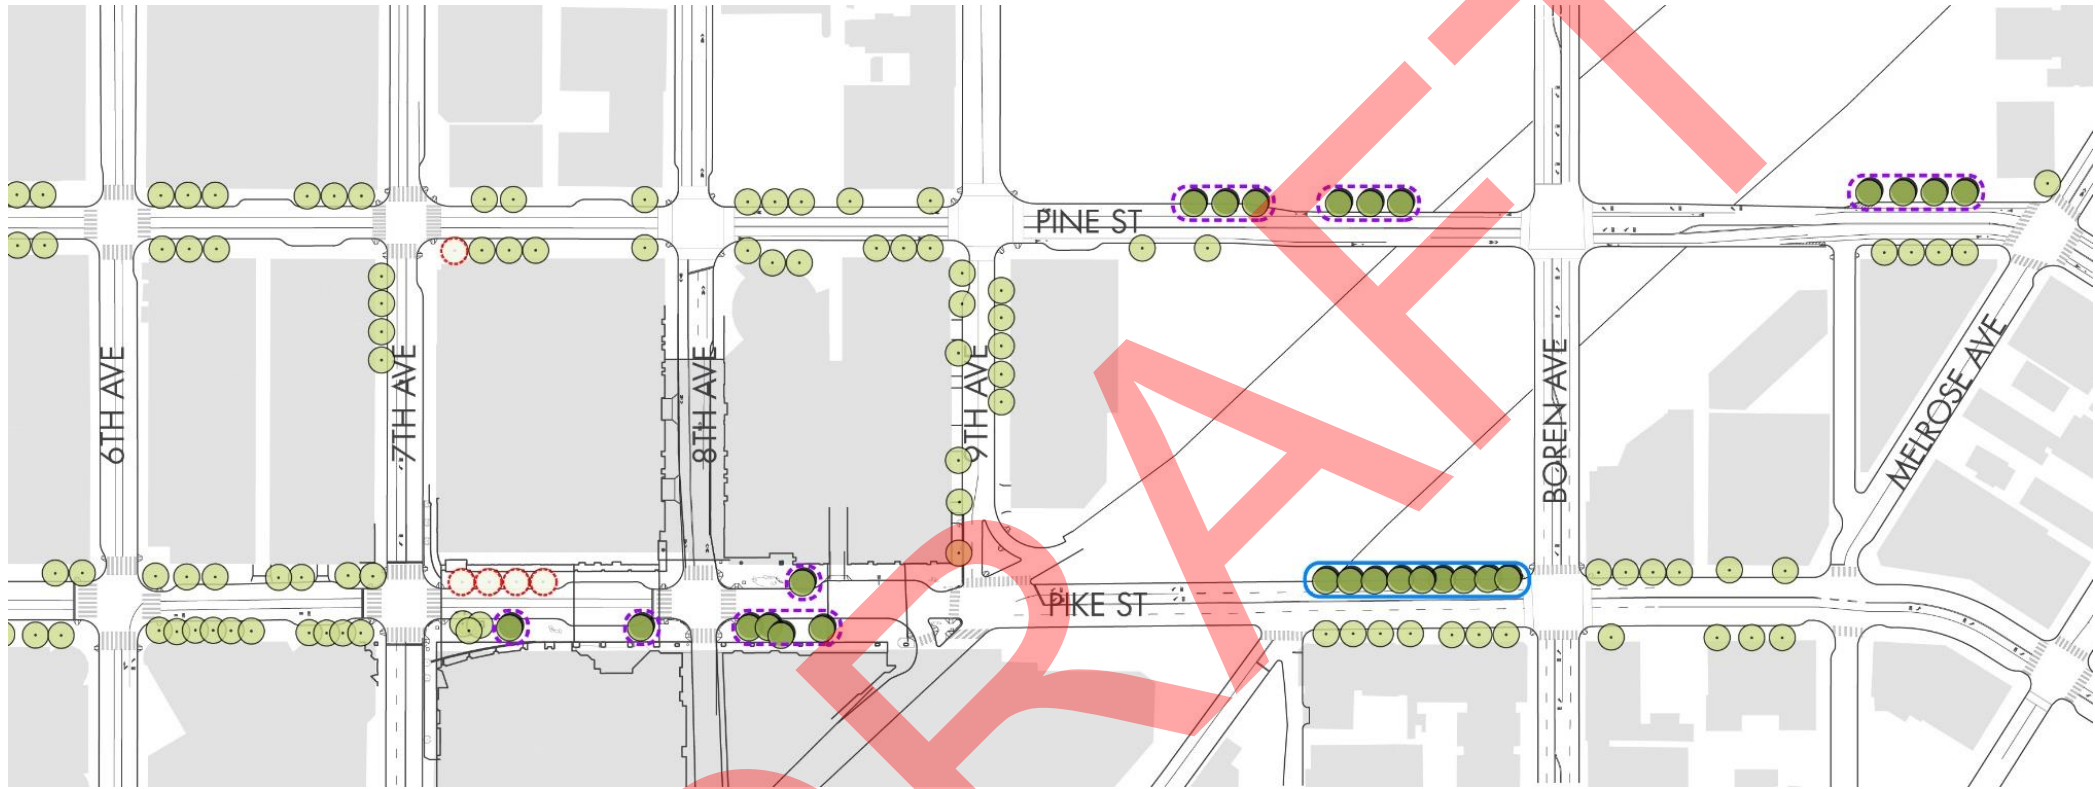 PINE ST
6TH AVE
7TH AVE
8TH AVE
9TH AVE
BOREN AVE
MELROSE AVE
PIKE ST
DRAFT